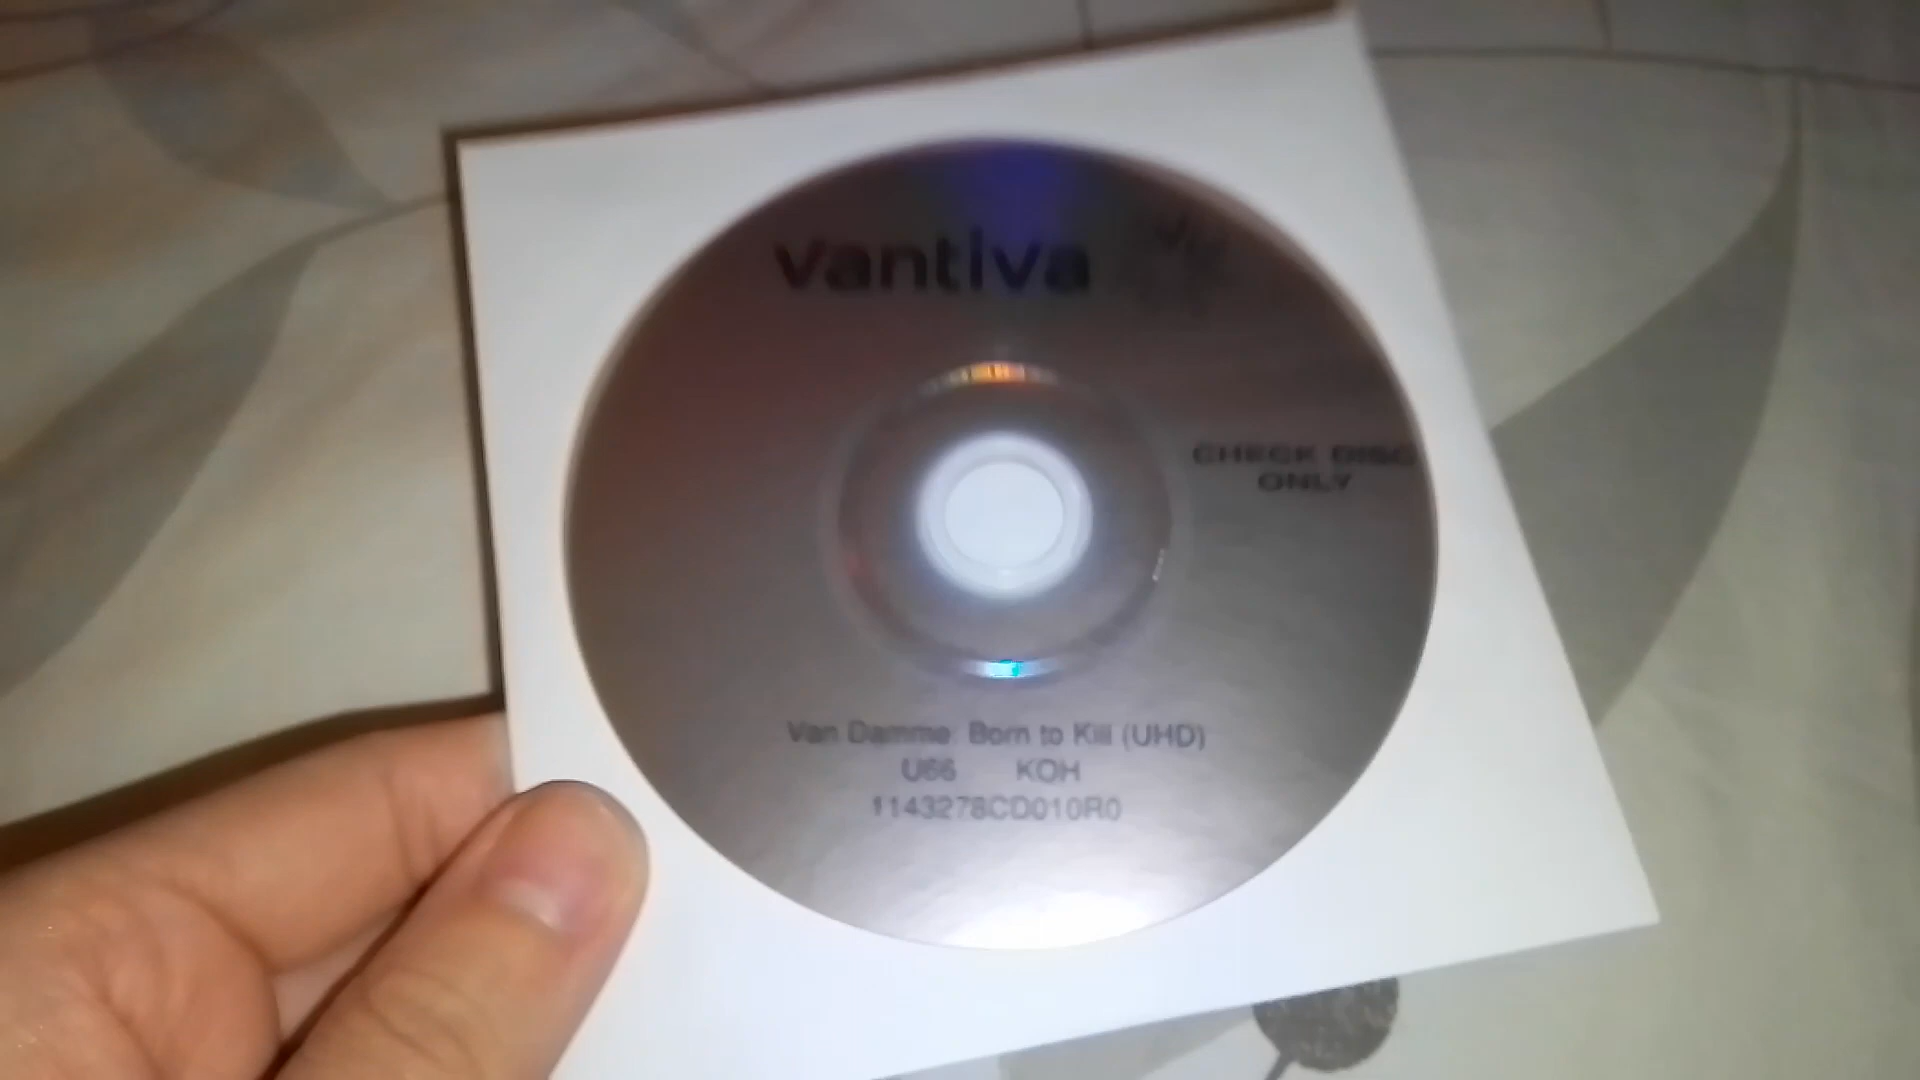 vantiva
CHECK DISC
ONLY
Van Damme: Born to Kill (UHD)
U66 KOH
1143278CD010R0